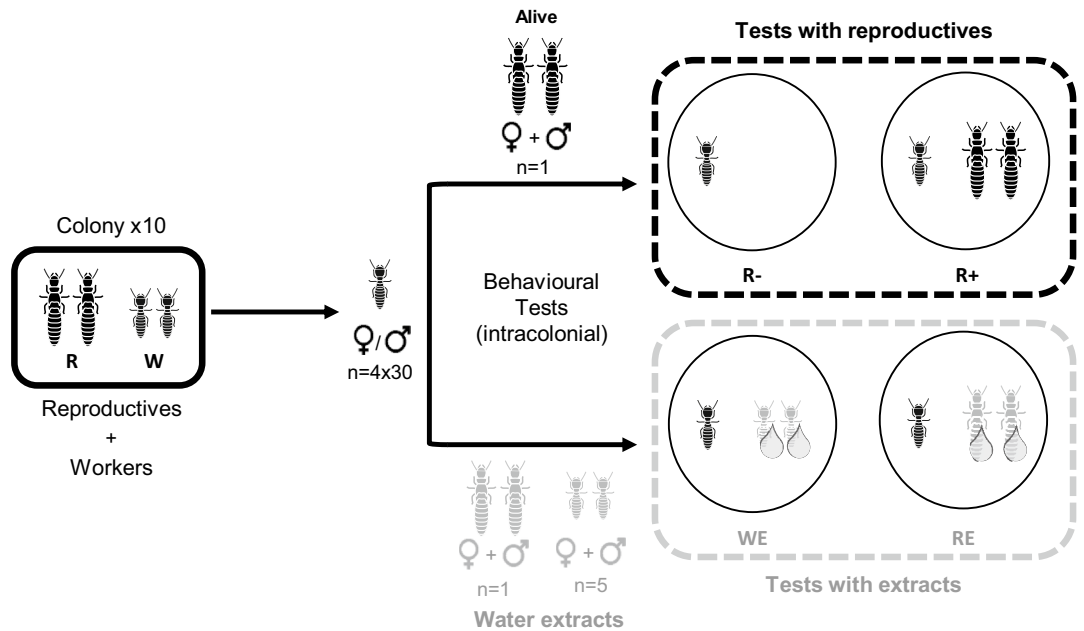 Colony x10
R
W
Reproductives
+
Workers
♀/♂
n=4x30
Alive
♀ + ♂
n=1
Behavioural
Tests
(intracolonial)
♀ + ♂
♀ + ♂
n=1
n=5
Water extracts
Tests with reproductives
R-
R+
WE
RE
Tests with extracts